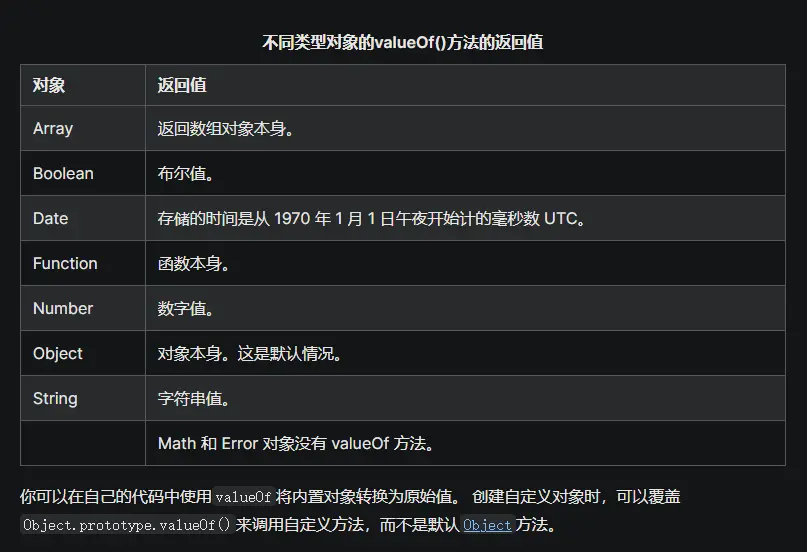 不同类型对象的valueOf()方法的返回值
对象 返回值
Array 返回数组对象本身。
Boolean 布尔值。
Date 存储的时间是从 1970 年 1 月 1 日午夜开始计的毫秒数 UTC。
Function 函数本身。
Number 数字值。
Object 对象本身。这是默认情况。
String 字符串值。
Math 和 Error 对象没有 valueOf 方法。
你可以在自己的代码中使用valueOf将内置对象转换为原始值。 创建自定义对象时，可以覆盖
Object.prototype.valueOf()来调用自定义方法，而不是默认Object方法。